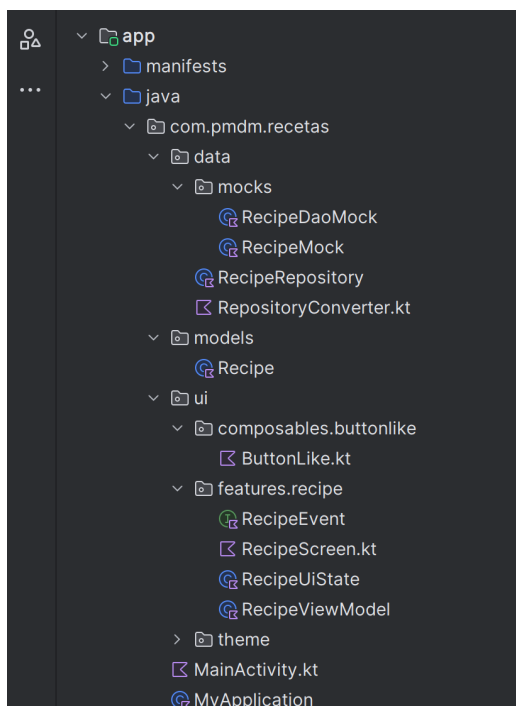 app
manifests
java
com.pmdm.recetas
data
mocks
RecipeDaoMock
RecipeMock
RecipeRepository
RepositoryConverter.kt
models
Recipe
ui
composables.buttonlike
ButtonLike.kt
features.recipe
RecipeEvent
RecipeScreen.kt
RecipeUiState
RecipeViewModel
theme
MainActivity.kt
MyApplication